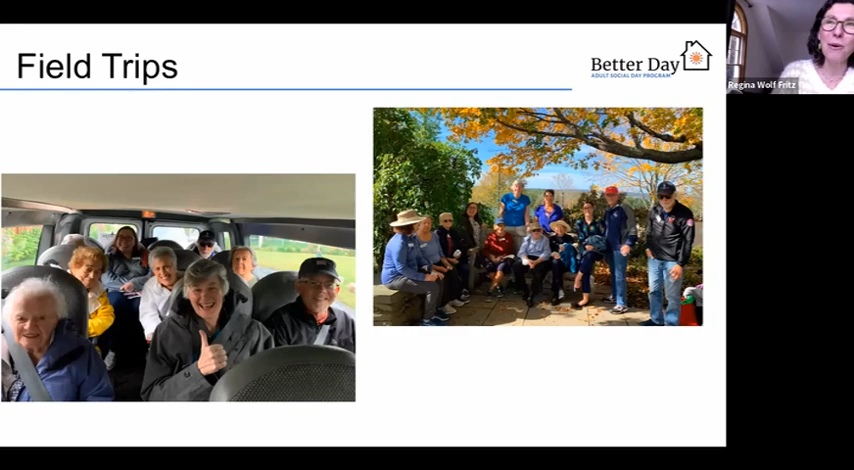 Field Trips
Better Day
ADULT SOCIAL DAY PROGRAM
Regina Wolf Fritz